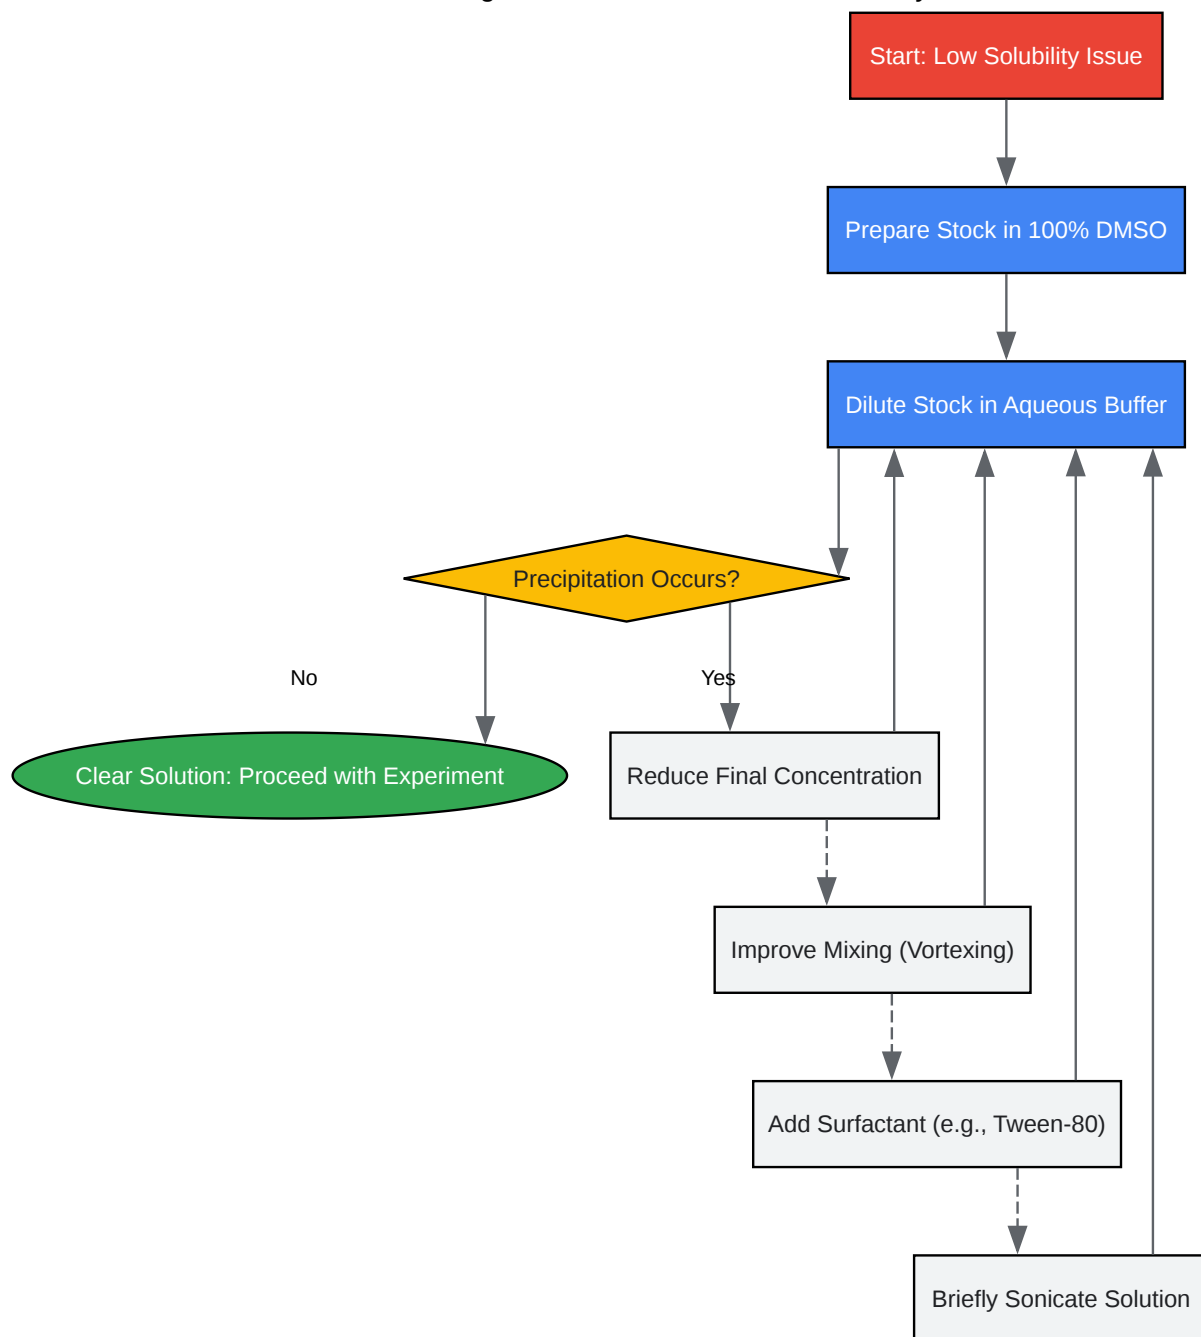 Start: Low Solubility Issue
Prepare Stock in 100% DMSO
Dilute Stock in Aqueous Buffer
Precipitation Occurs?
No
Yes
Clear Solution: Proceed with Experiment
Reduce Final Concentration
Improve Mixing (Vortexing)
Add Surfactant (e.g., Tween-80)
Briefly Sonicate Solution